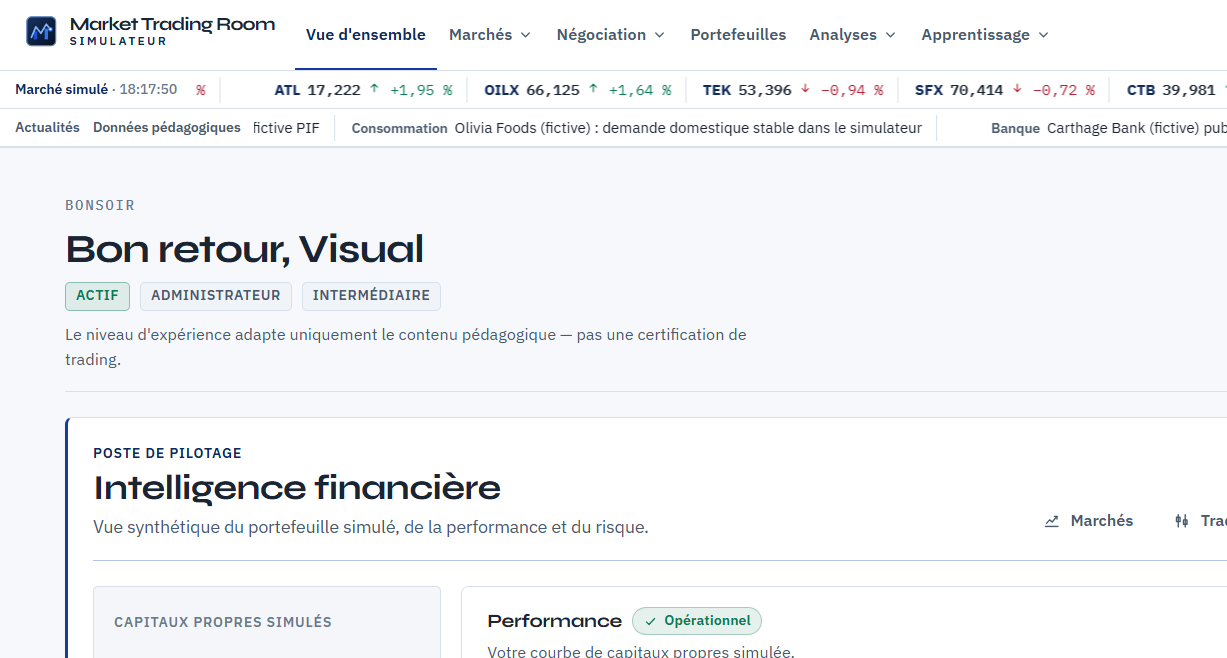 Market Trading Room
SIMULATEUR
Vue d'ensemble Marchés Négociation Portefeuilles Analyses Apprentissage
Marché simulé · 18:17:50 % ATL 17,222 ↑ +1,95 % OILX 66,125 ↑ +1,64 % TEK 53,396 ↓ −0,94 % SFX 70,414 ↓ −0,72 % CTB 39,981
Actualités Données pédagogiques fictive PIF Consommation Olivia Foods (fictive) : demande domestique stable dans le simulateur Banque Carthage Bank (fictive) pub
BONSOIR
Bon retour, Visual
ACTIF ADMINISTRATEUR INTERMÉDIAIRE
Le niveau d'expérience adapte uniquement le contenu pédagogique — pas une certification de
trading.
POSTE DE PILOTAGE
Intelligence financière
Vue synthétique du portefeuille simulé, de la performance et du risque.
Marchés Trad
CAPITAUX PROPRES SIMULÉS
Performance Opérationnel
Votre courbe de capitaux propres simulée.